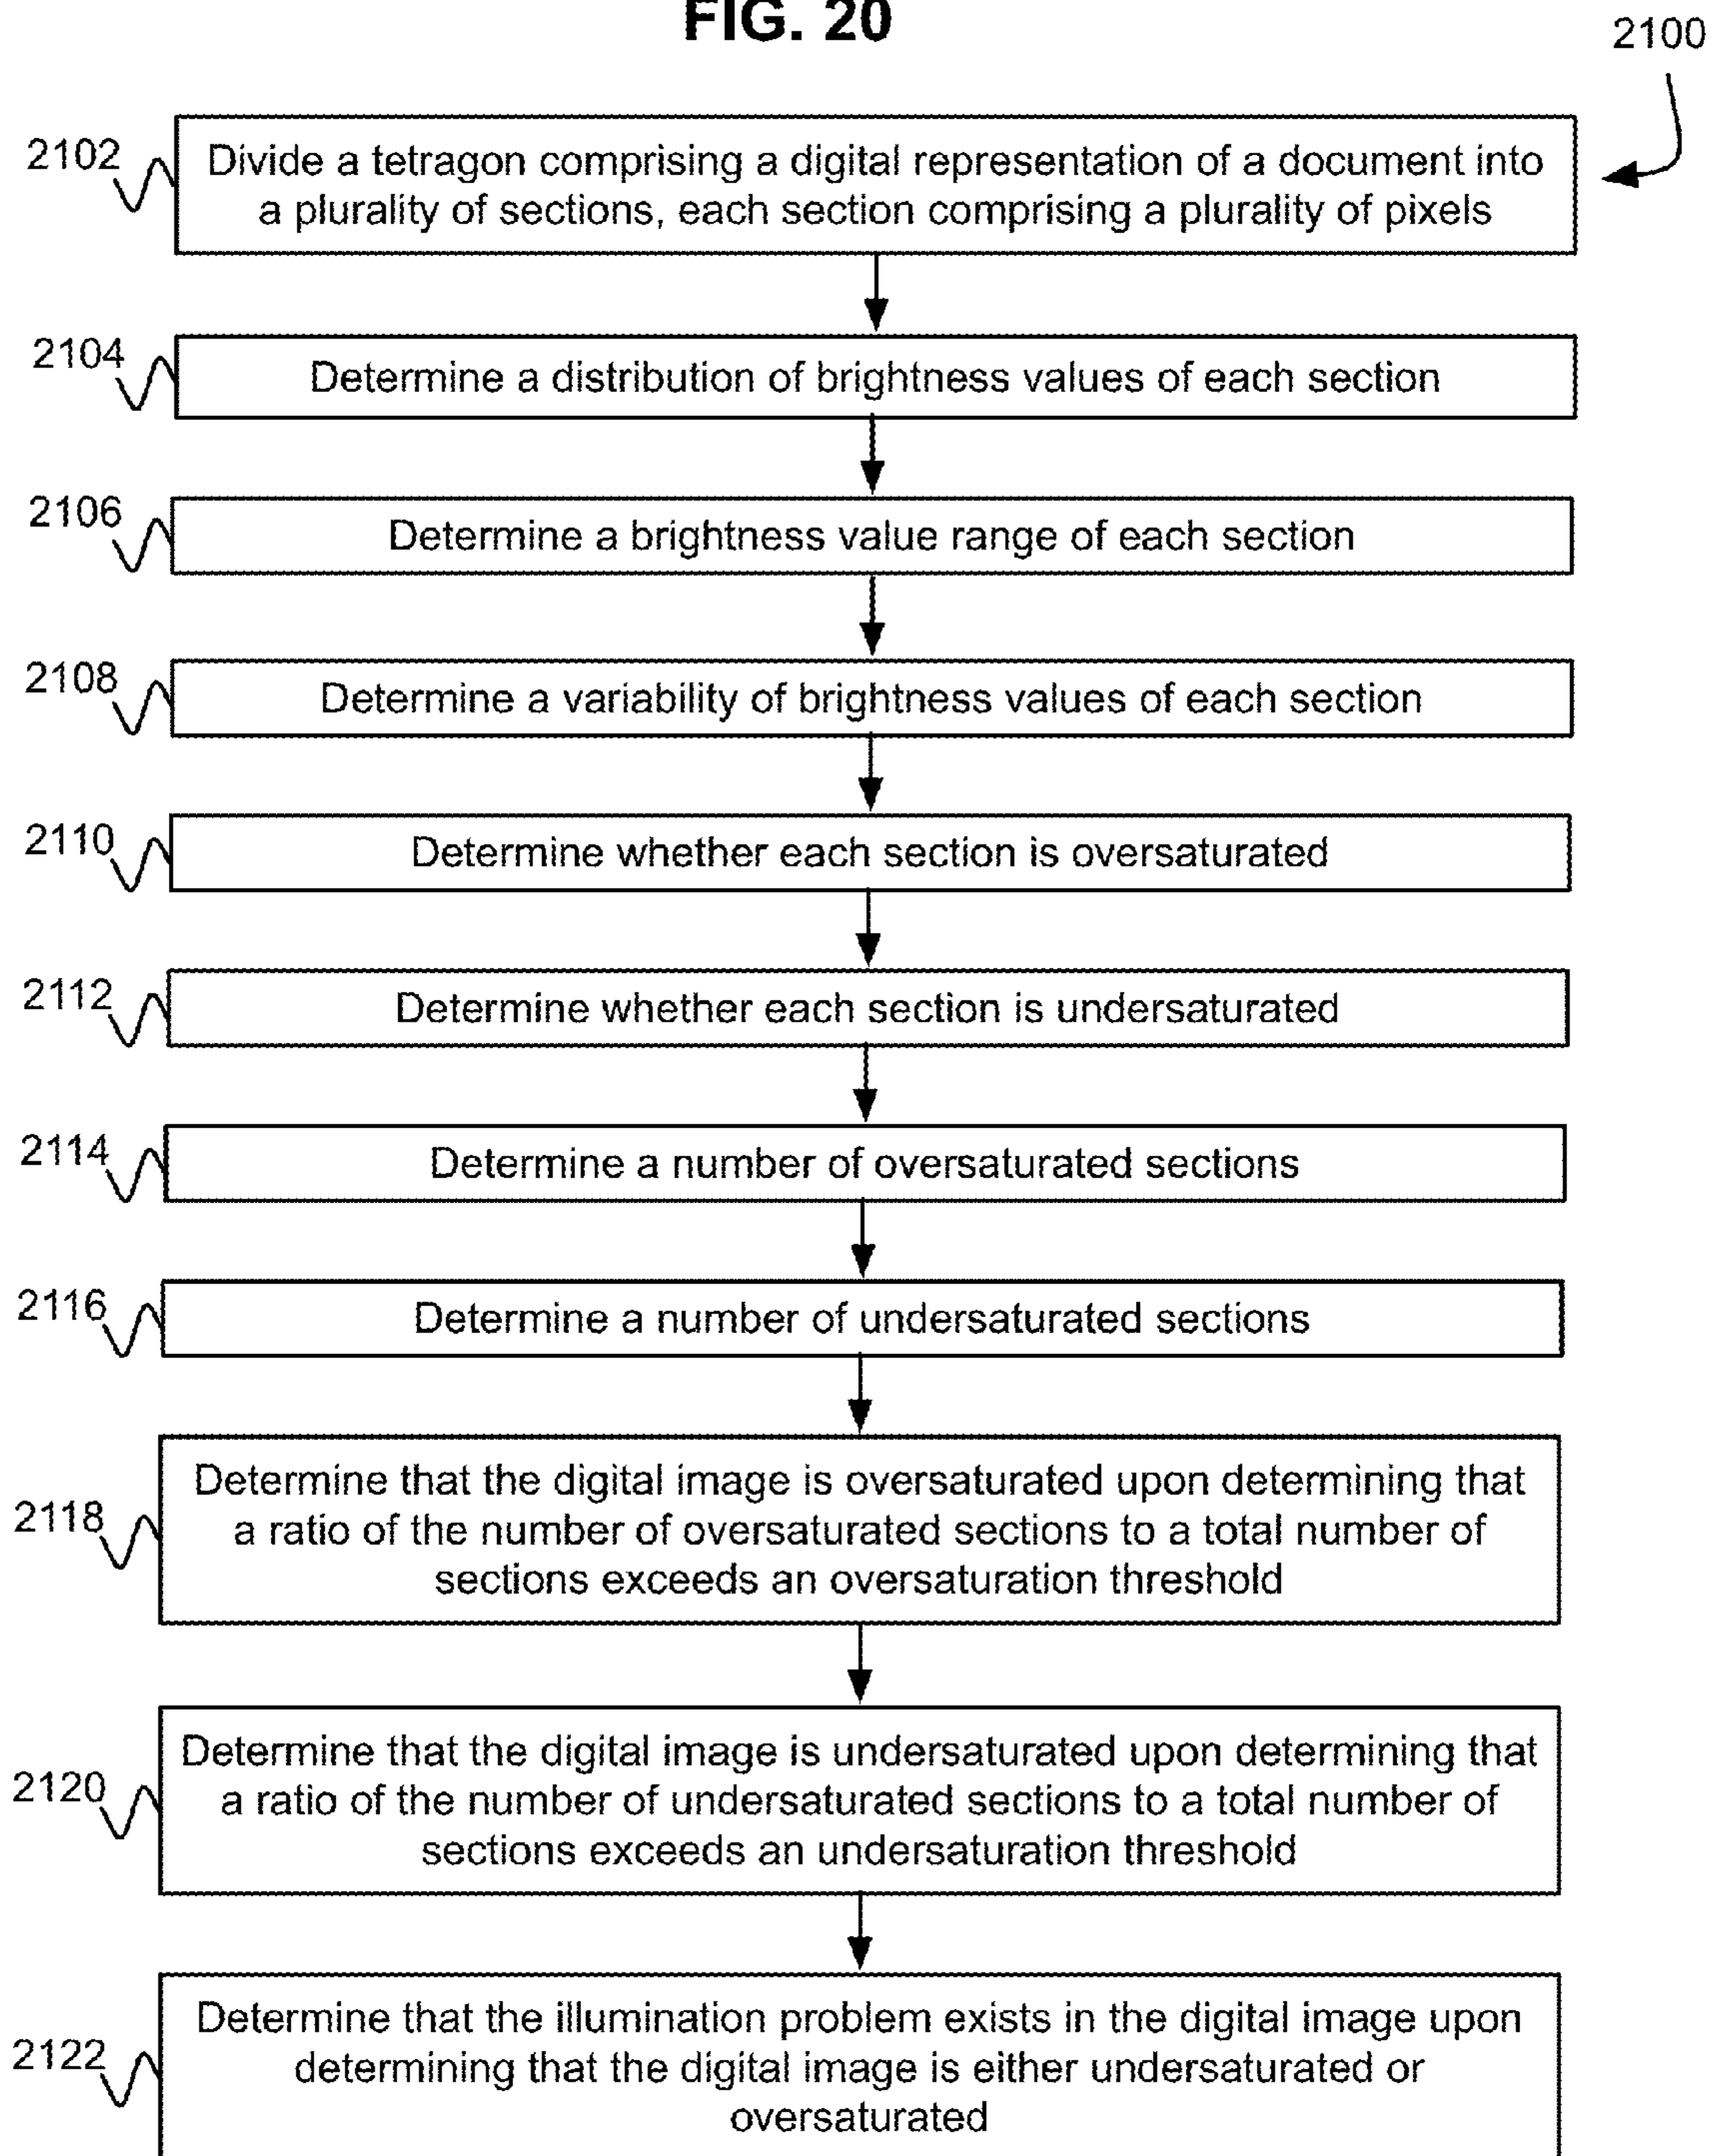 FIG. 20
2100
2102
Divide a tetragon comprising a digital representation of a document into
a plurality of sections, each section comprising a plurality of pixels
2104
Determine a distribution of brightness values of each section
2106
Determine a brightness value range of each section
2108
Determine a variability of brightness values of each section
2110
Determine whether each section is oversaturated
2112
Determine whether each section is undersaturated
2114
Determine a number of oversaturated sections
2116
Determine a number of undersaturated sections
2118
Determine that the digital image is oversaturated upon determining that
a ratio of the number of oversaturated sections to a total number of
sections exceeds an oversaturation threshold
2120
Determine that the digital image is undersaturated upon determining that
a ratio of the number of undersaturated sections to a total number of
sections exceeds an undersaturation threshold
2122
Determine that the illumination problem exists in the digital image upon
determining that the digital image is either undersaturated or
oversaturated